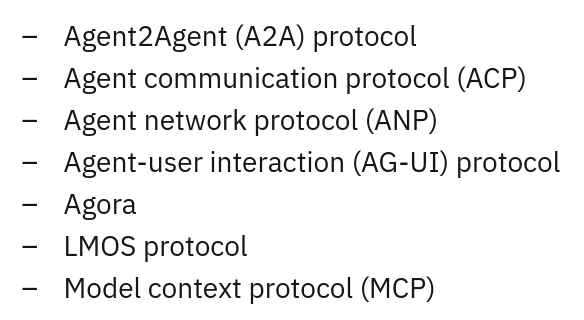 – Agent2Agent (A2A) protocol
– Agent communication protocol (ACP)
– Agent network protocol (ANP)
– Agent-user interaction (AG-UI) protocol
– Agora
– LMOS protocol
– Model context protocol (MCP)